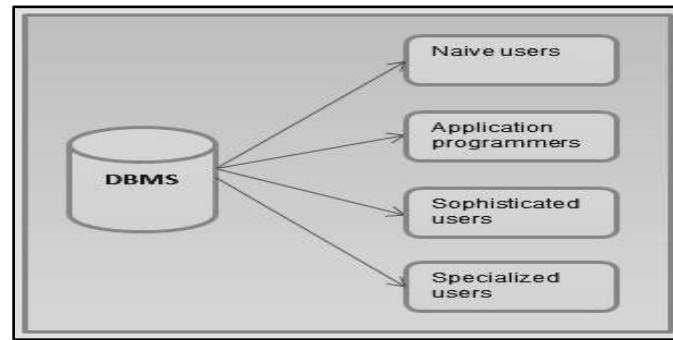 Naive users
Application
programmers
DBMS
Sophisticated
users
Specialized
users